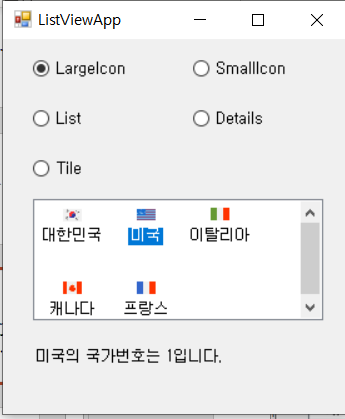 ListViewApp
LargeIcon
SmallIcon
List
Details
Tile
대한민국 미국 이탈리아
캐나다 프랑스
미국의 국가번호는 1입니다.